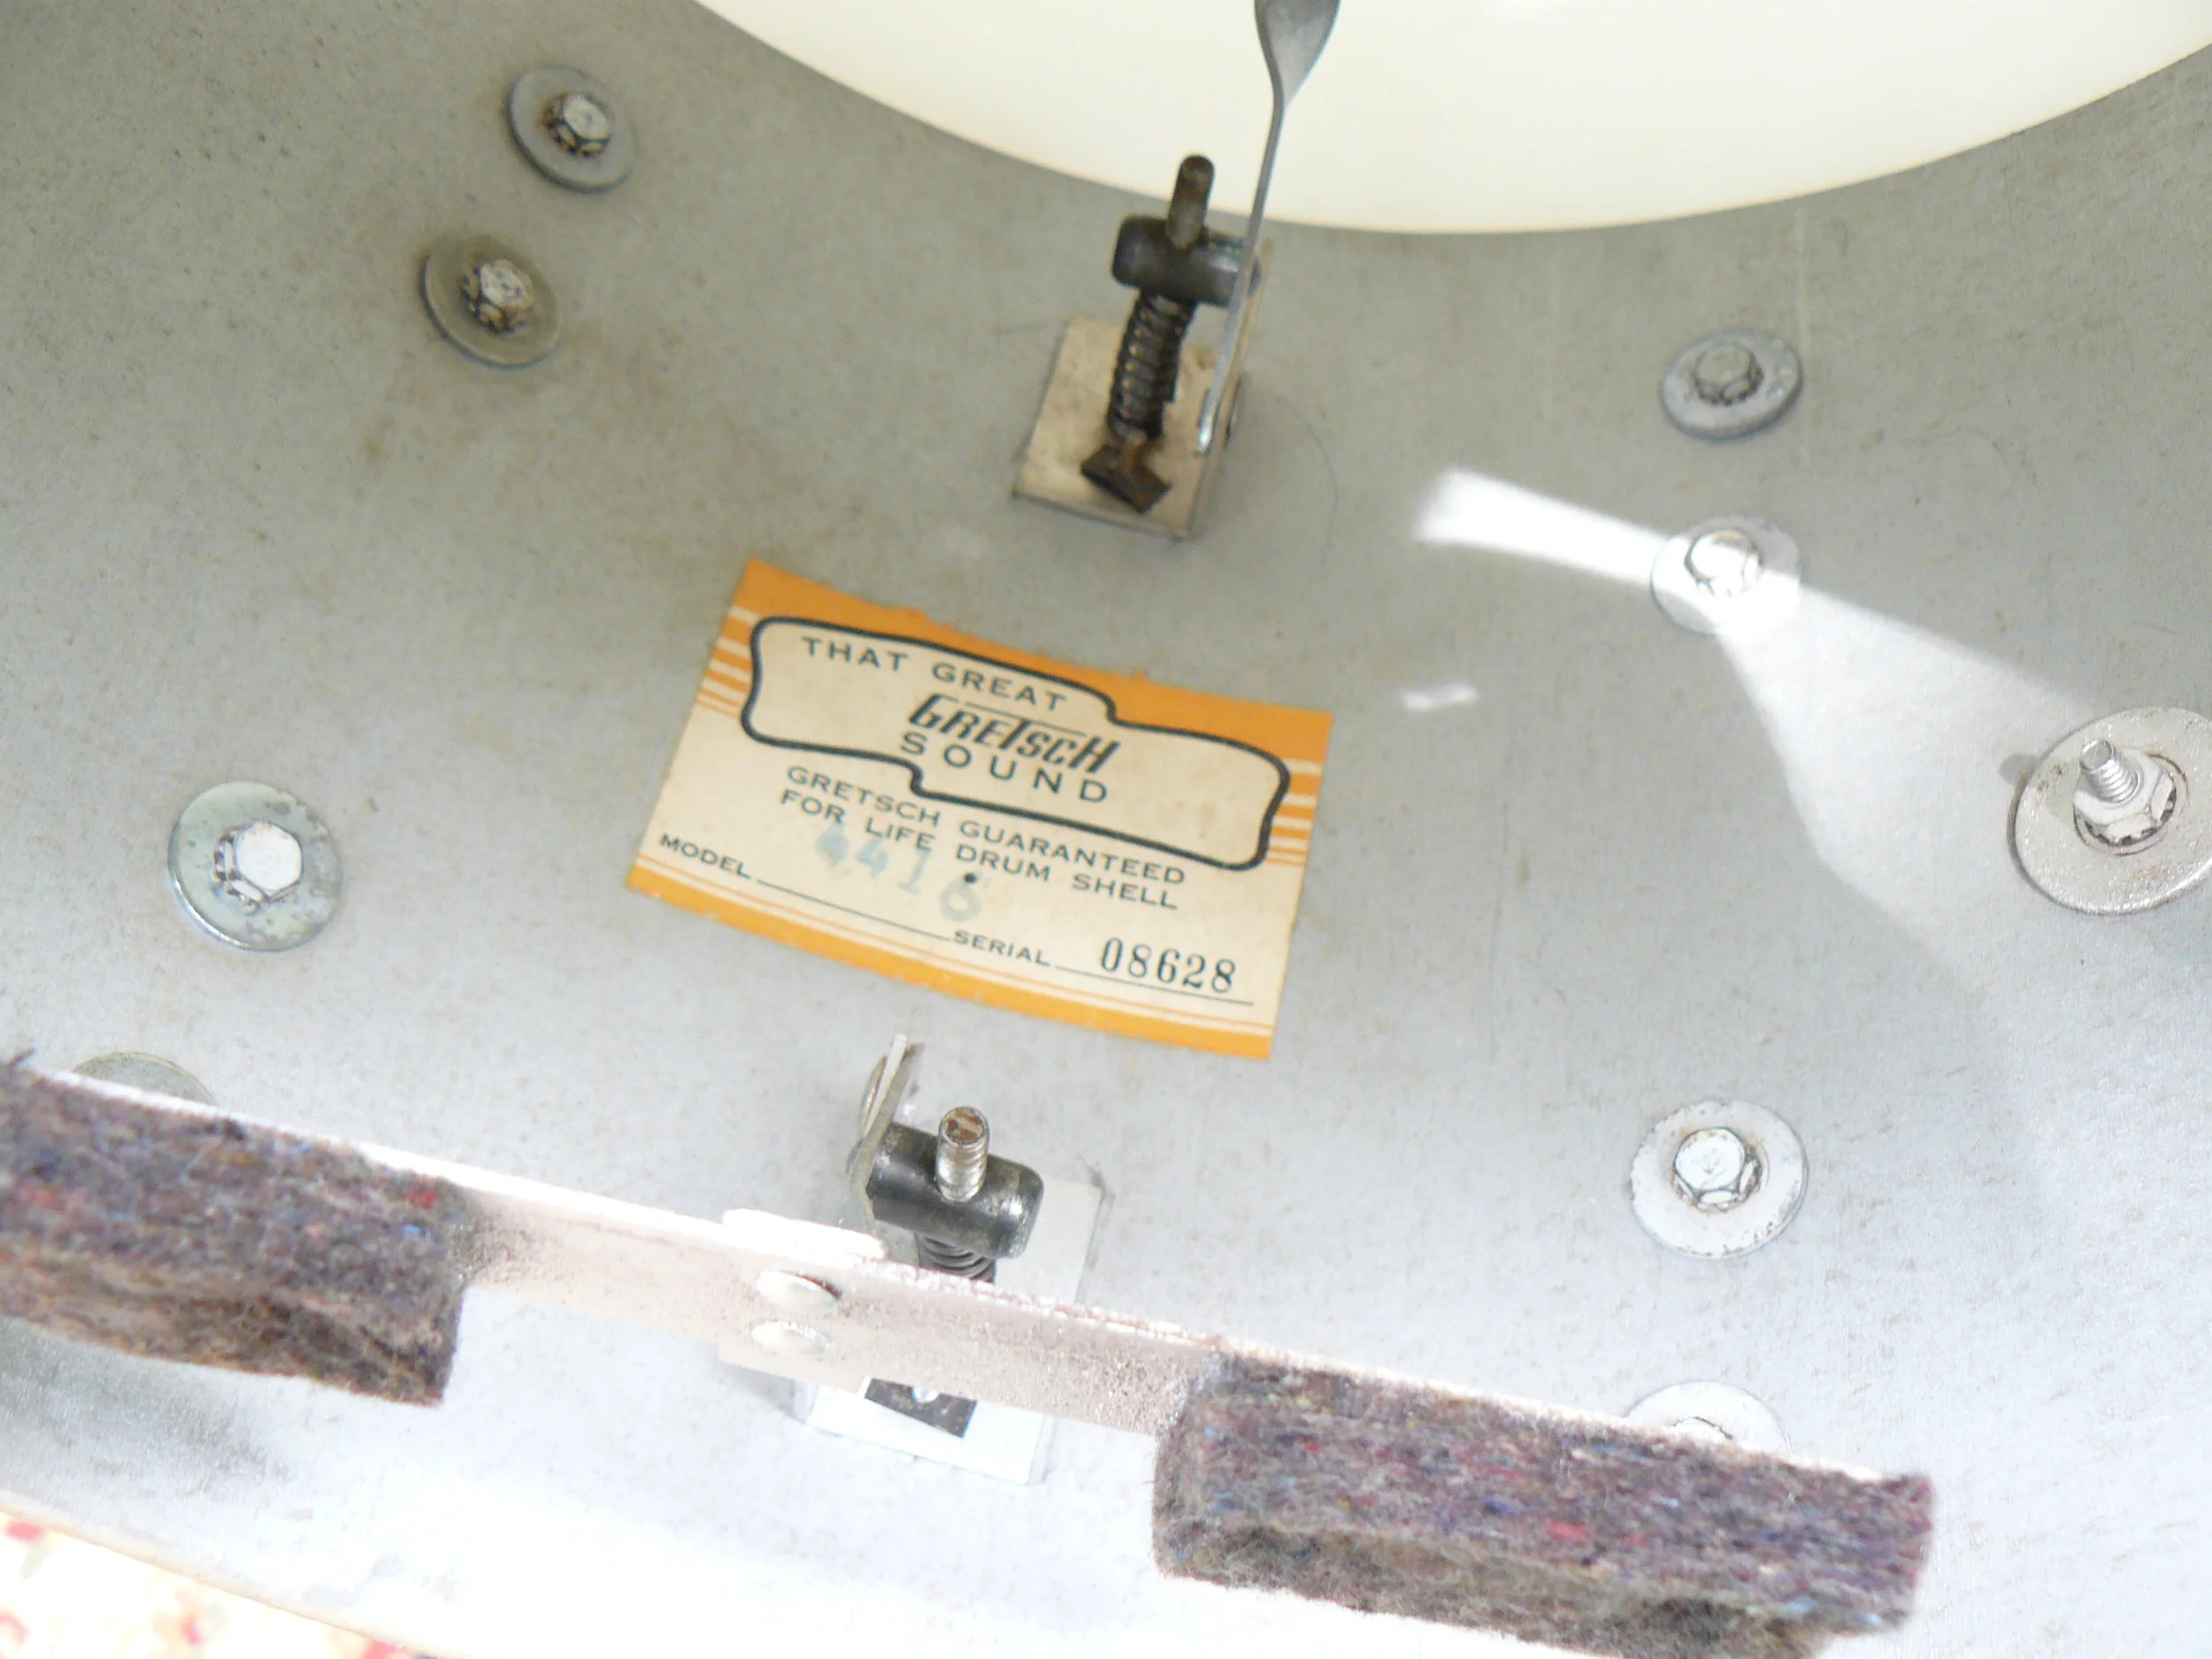 THAT GREAT
GRETSCH
SOUND
GRETSCH GUARANTEED
FOR LIFE DRUM SHELL
4416
MODEL
SERIAL 08628